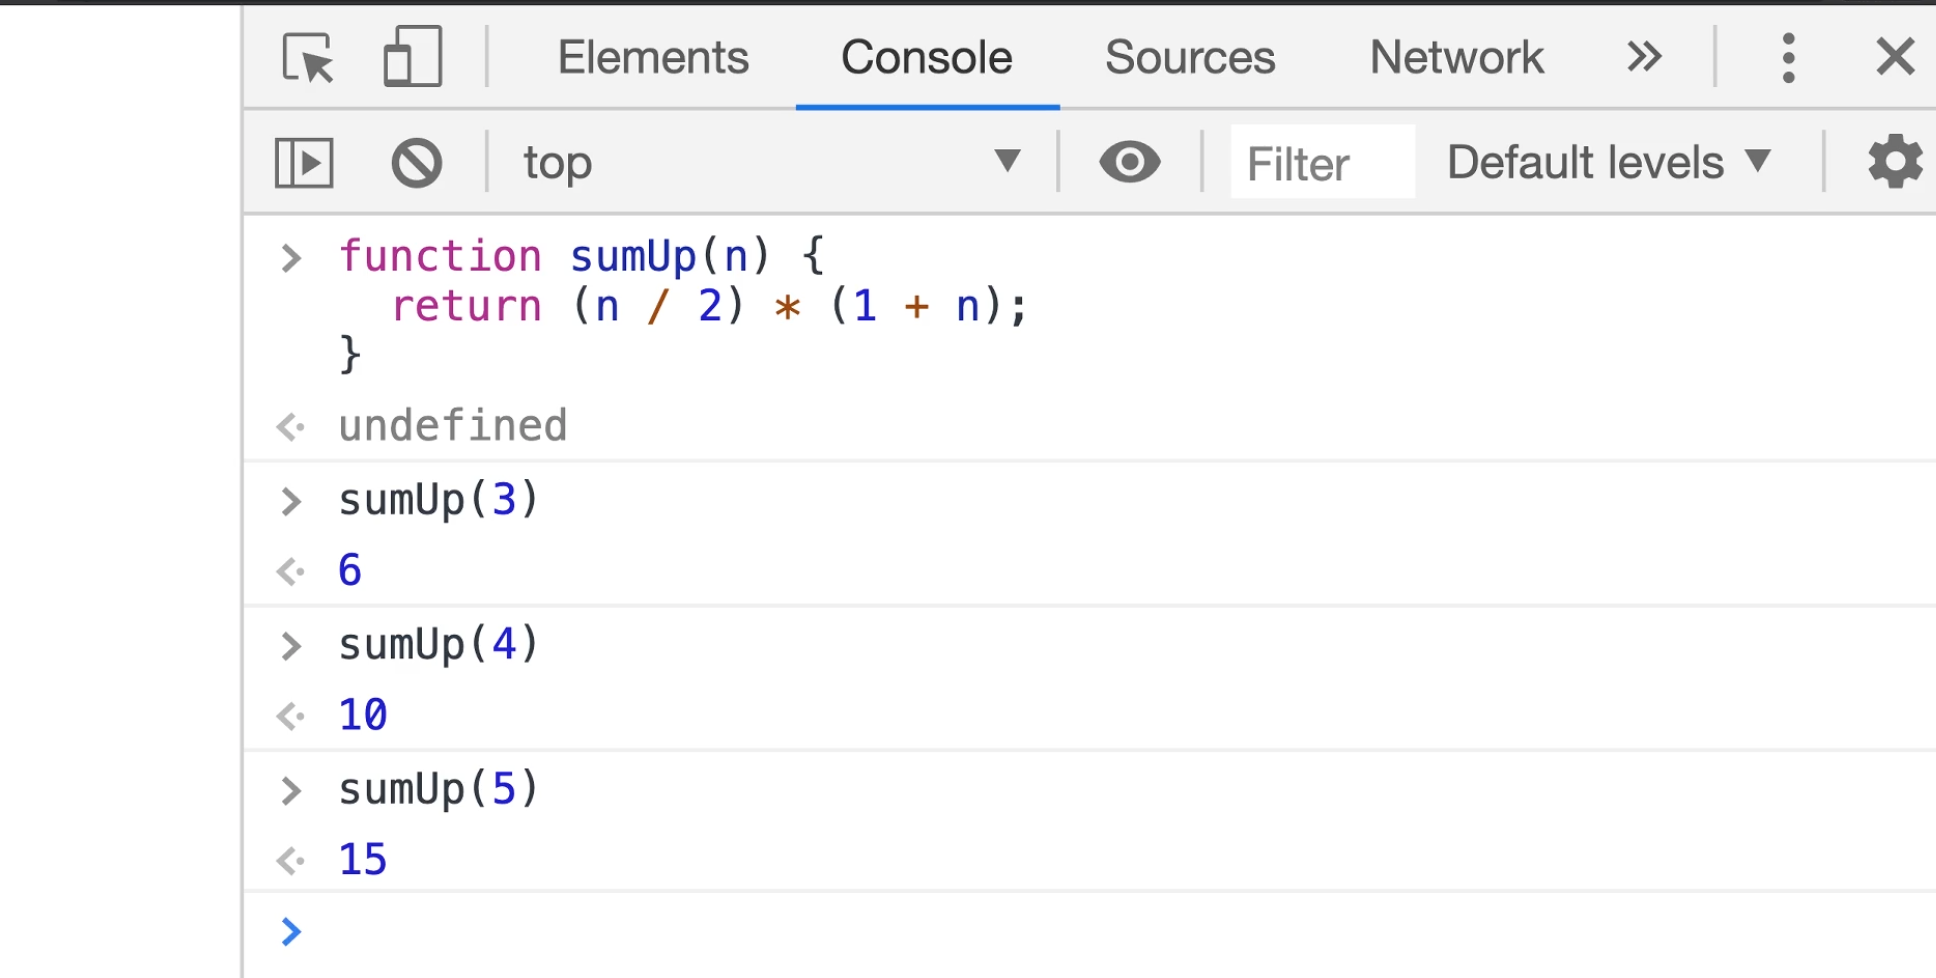 Elements Console Sources Network
top Filter Default levels
function sumUp(n) {
  return (n / 2) * (1 + n);
}
undefined
sumUp(3)
6
sumUp(4)
10
sumUp(5)
15